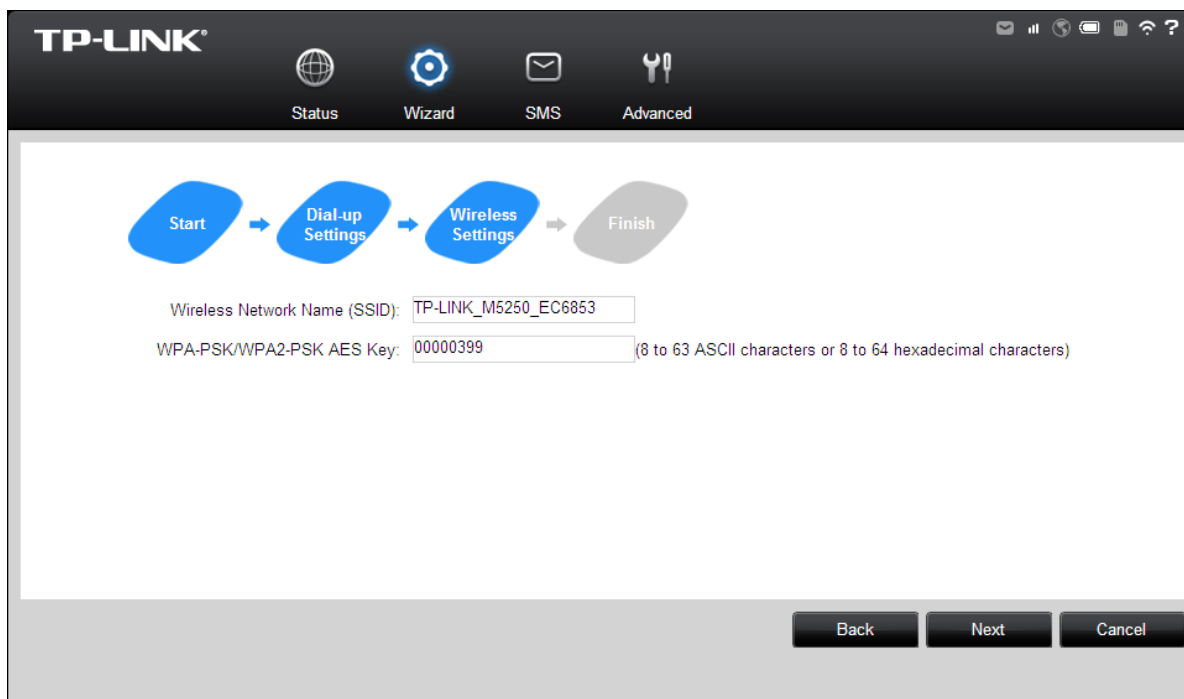 TP-LINK®
Status Wizard SMS Advanced
Start
Dial-up
Settings
Wireless
Settings
Finish
Wireless Network Name (SSID): TP-LINK_M5250_EC6853
WPA-PSK/WPA2-PSK AES Key: 00000399 (8 to 63 ASCII characters or 8 to 64 hexadecimal characters)
Back Next Cancel